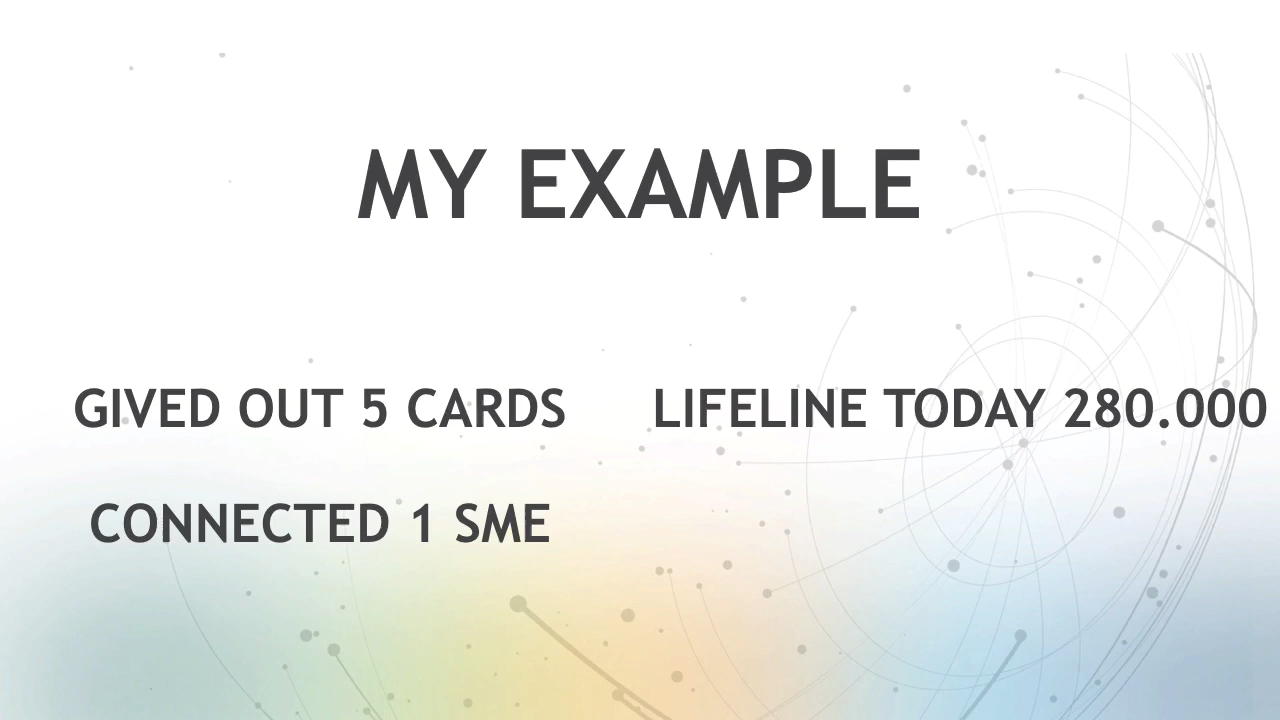 MY EXAMPLE
GIVED OUT 5 CARDS
LIFELINE TODAY 280.000
CONNECTED 1 SME